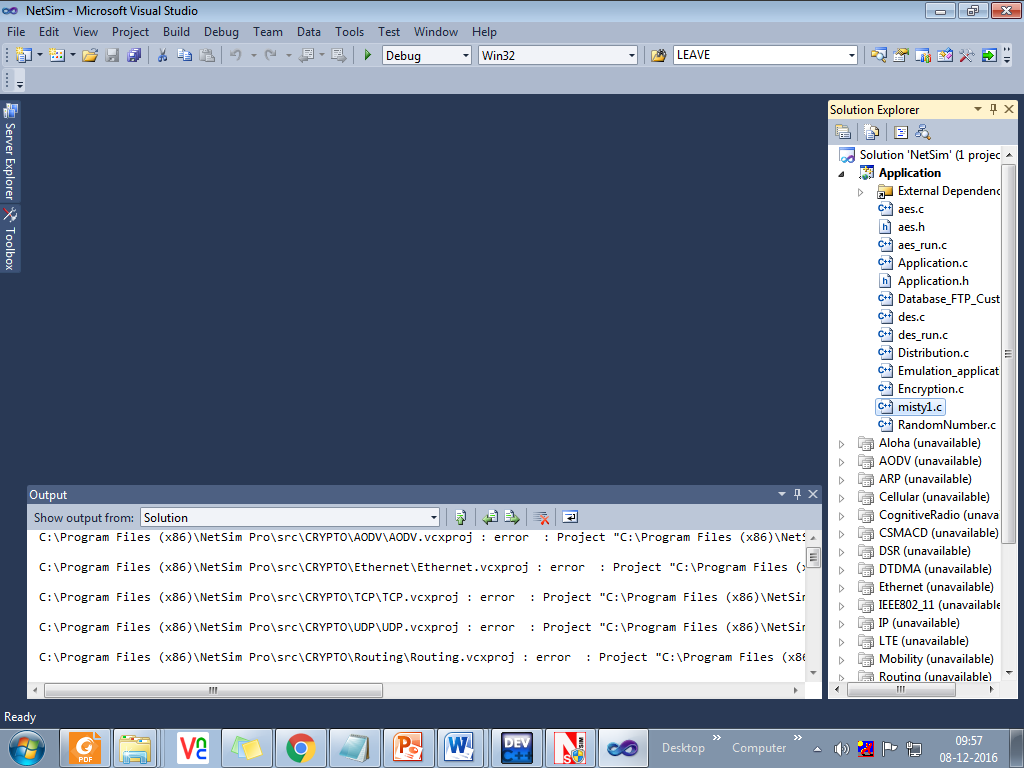 NetSim - Microsoft Visual Studio
File Edit View Project Build Debug Team Data Tools Test Window Help
Debug Win32 LEAVE
Server Explorer
Toolbox
Solution Explorer
Solution 'NetSim' (1 projec
Application
External Dependenc
aes.c
aes.h
aes_run.c
Application.c
Application.h
Database_FTP_Cust
des.c
des_run.c
Distribution.c
Emulation_applicat
Encryption.c
misty1.c
RandomNumber.c
Aloha (unavailable)
AODV (unavailable)
ARP (unavailable)
Cellular (unavailable)
CognitiveRadio (unava
CSMACD (unavailable)
DSR (unavailable)
DTDMA (unavailable)
Ethernet (unavailable)
IEEE802_11 (unavailable
IP (unavailable)
LTE (unavailable)
Mobility (unavailable)
Routing (unavailable)
Output
Show output from: Solution
C:\Program Files (x86)\NetSim Pro\src\CRYPTO\AODV\AODV.vcxproj : error  : Project "C:\Program Files (x86)\NetS
C:\Program Files (x86)\NetSim Pro\src\CRYPTO\Ethernet\Ethernet.vcxproj : error  : Project "C:\Program Files (x
C:\Program Files (x86)\NetSim Pro\src\CRYPTO\TCP\TCP.vcxproj : error  : Project "C:\Program Files (x86)\NetSim
C:\Program Files (x86)\NetSim Pro\src\CRYPTO\UDP\UDP.vcxproj : error  : Project "C:\Program Files (x86)\NetSim
C:\Program Files (x86)\NetSim Pro\src\CRYPTO\Routing\Routing.vcxproj : error  : Project "C:\Program Files (x86
Ready
PDF
DEV C++
Desktop
Computer
09:57
08-12-2016